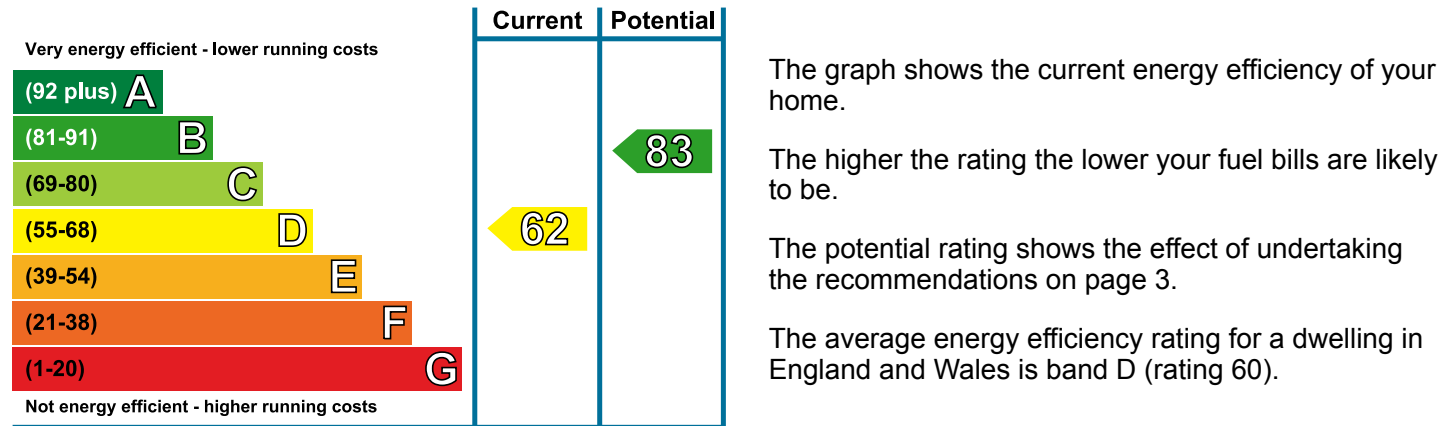 Current Potential
Very energy efficient - lower running costs
(92 plus) A
(81-91) B
83
(69-80) C
(55-68) D
62
(39-54) E
(21-38) F
(1-20) G
Not energy efficient - higher running costs
The graph shows the current energy efficiency of your
home.
The higher the rating the lower your fuel bills are likely
to be.
The potential rating shows the effect of undertaking
the recommendations on page 3.
The average energy efficiency rating for a dwelling in
England and Wales is band D (rating 60).